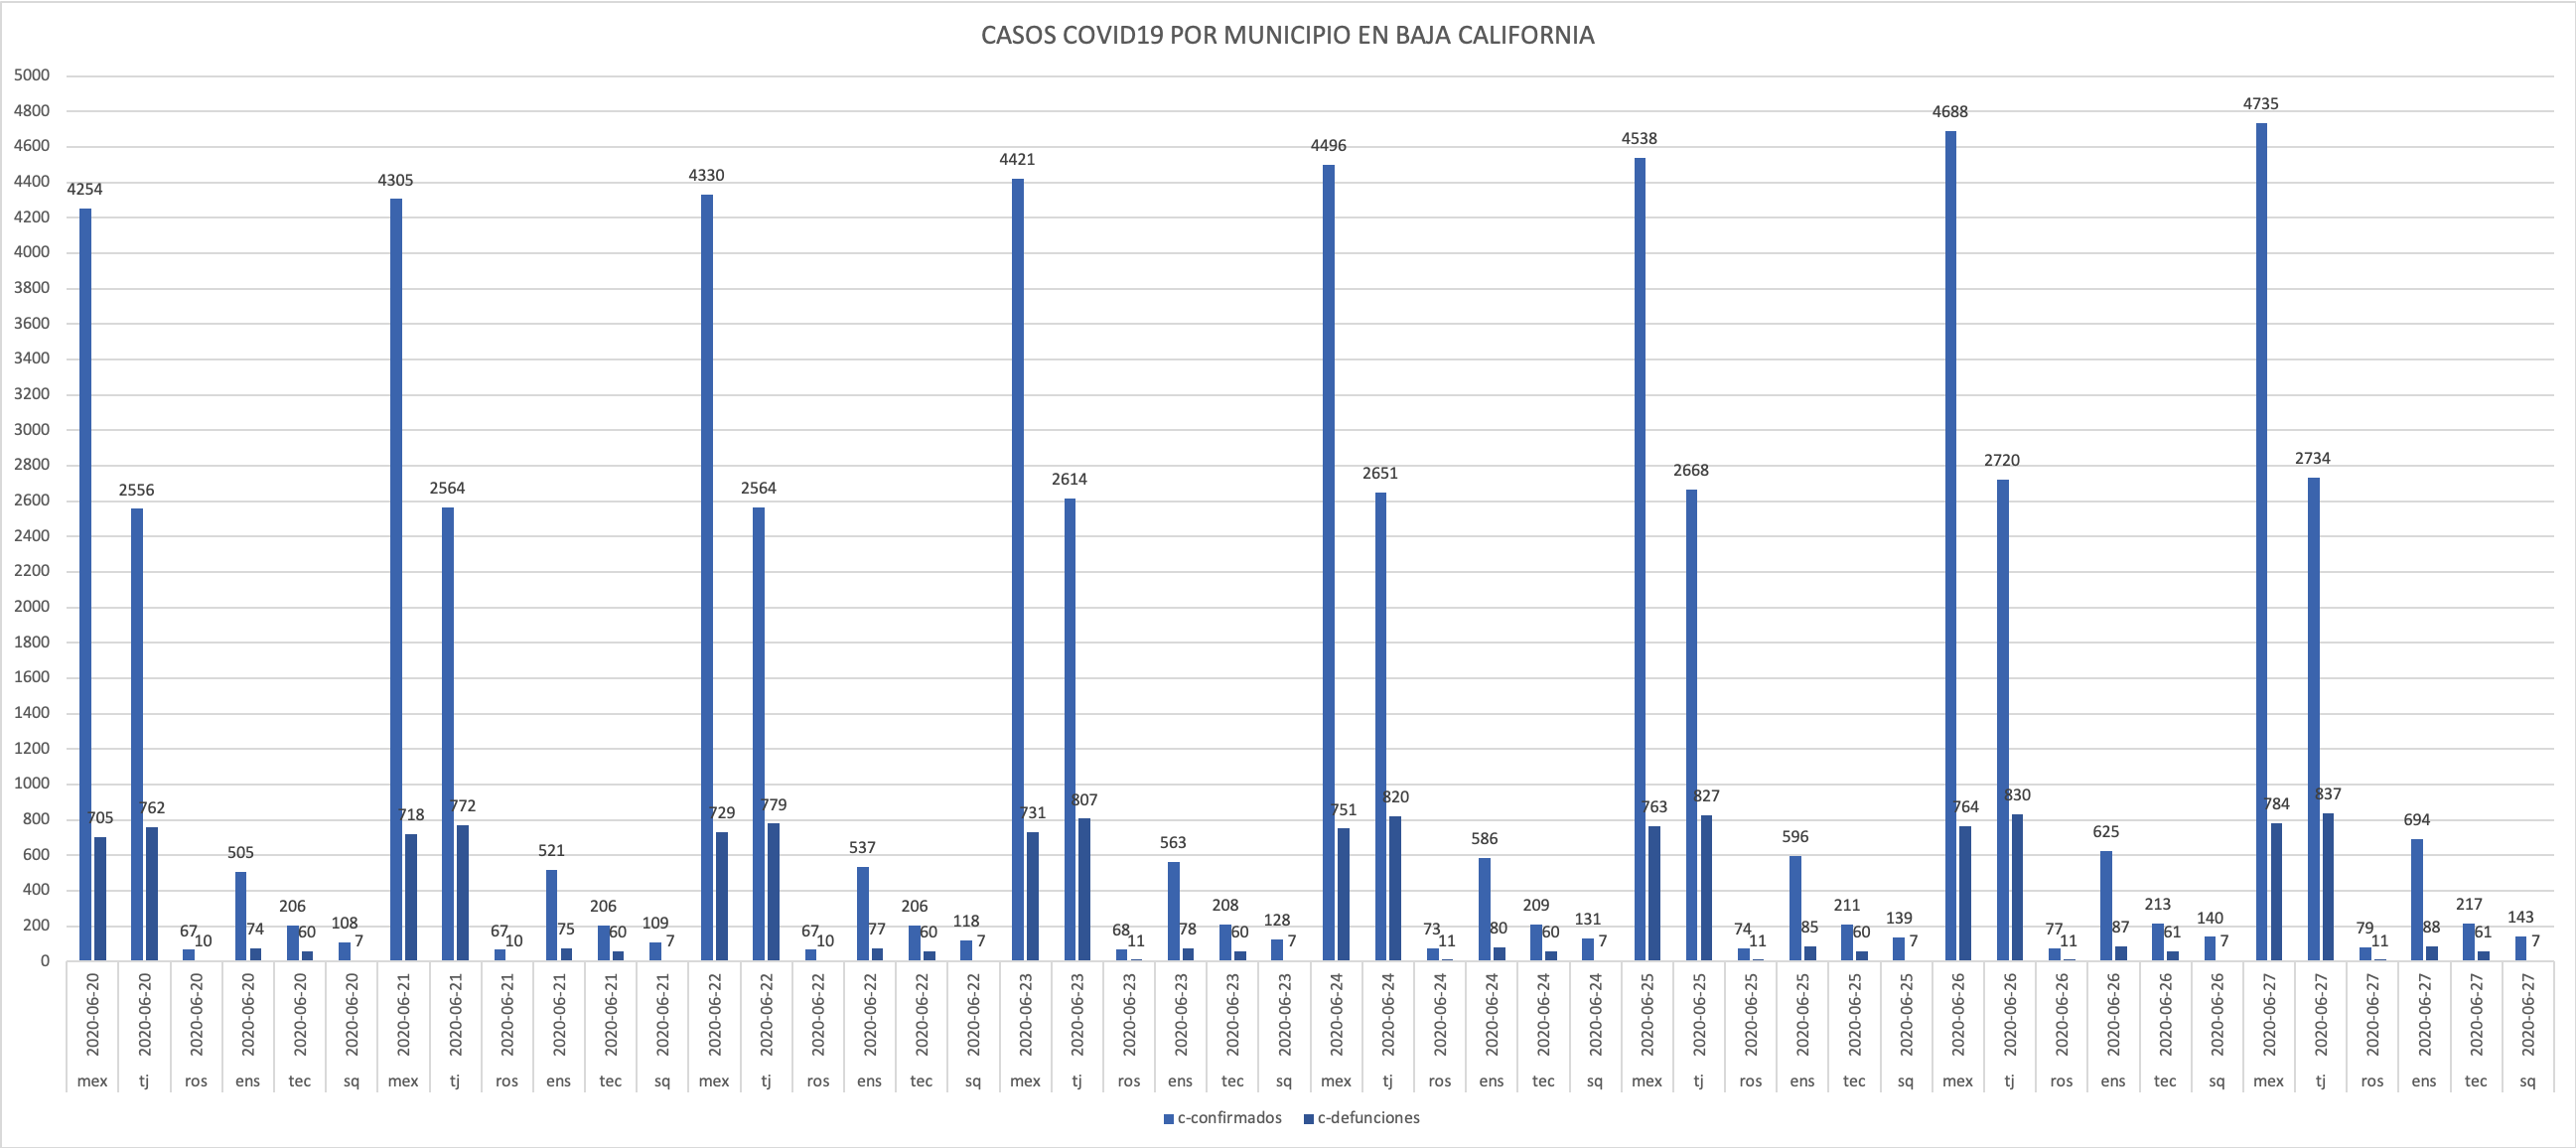 CASOS COVID19 POR MUNICIPIO EN BAJA CALIFORNIA
5000
4800
4600
4400
4200
4000
3800
3600
3400
3200
3000
2800
2600
2400
2200
2000
1800
1600
1400
1200
1000
800
600
400
200
0
4254 705 2556 762 67 10 505 74 206 60 108 7
4305 718 2564 772 67 10 521 75 206 60 109 7
4330 729 2564 779 67 10 537 77 206 60 118 7
4421 731 2614 807 68 11 563 78 208 60 128 7
4496 751 2651 820 73 11 586 80 209 60 131 7
4538 763 2668 827 74 11 596 85 211 60 139 7
4688 764 2720 830 77 11 625 87 213 61 140 7
4735 784 2734 837 79 11 694 88 217 61 143 7
2020-06-20 2020-06-20 2020-06-20 2020-06-20 2020-06-20 2020-06-20 2020-06-21 2020-06-21 2020-06-21 2020-06-21 2020-06-21 2020-06-21 2020-06-22 2020-06-22 2020-06-22 2020-06-22 2020-06-22 2020-06-22 2020-06-23 2020-06-23 2020-06-23 2020-06-23 2020-06-23 2020-06-23 2020-06-24 2020-06-24 2020-06-24 2020-06-24 2020-06-24 2020-06-24 2020-06-25 2020-06-25 2020-06-25 2020-06-25 2020-06-25 2020-06-25 2020-06-26 2020-06-26 2020-06-26 2020-06-26 2020-06-26 2020-06-26 2020-06-27 2020-06-27 2020-06-27 2020-06-27 2020-06-27 2020-06-27
mex tj ros ens tec sq mex tj ros ens tec sq mex tj ros ens tec sq mex tj ros ens tec sq mex tj ros ens tec sq mex tj ros ens tec sq mex tj ros ens tec sq mex tj ros ens tec sq
c-confirmados c-defunciones